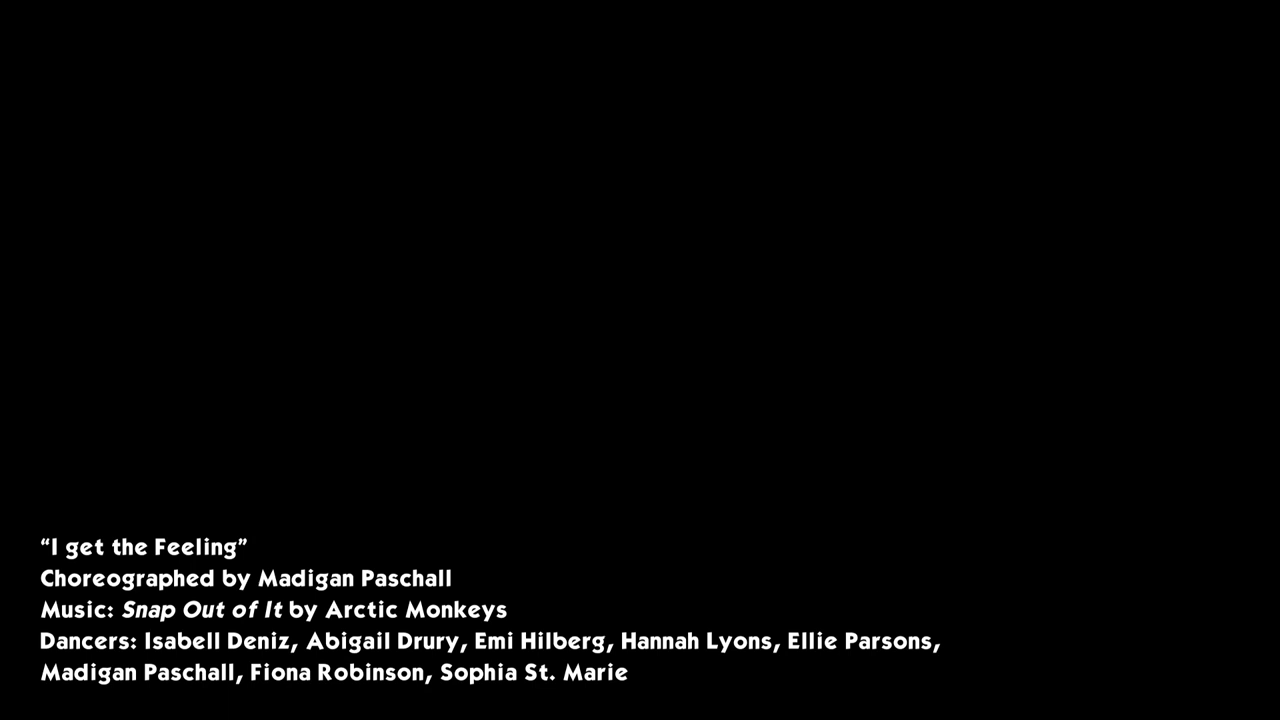 “I get the Feeling”
Choreographed by Madigan Paschall
Music: Snap Out of It by Arctic Monkeys
Dancers: Isabell Deniz, Abigail Drury, Emi Hilberg, Hannah Lyons, Ellie Parsons,
Madigan Paschall, Fiona Robinson, Sophia St. Marie